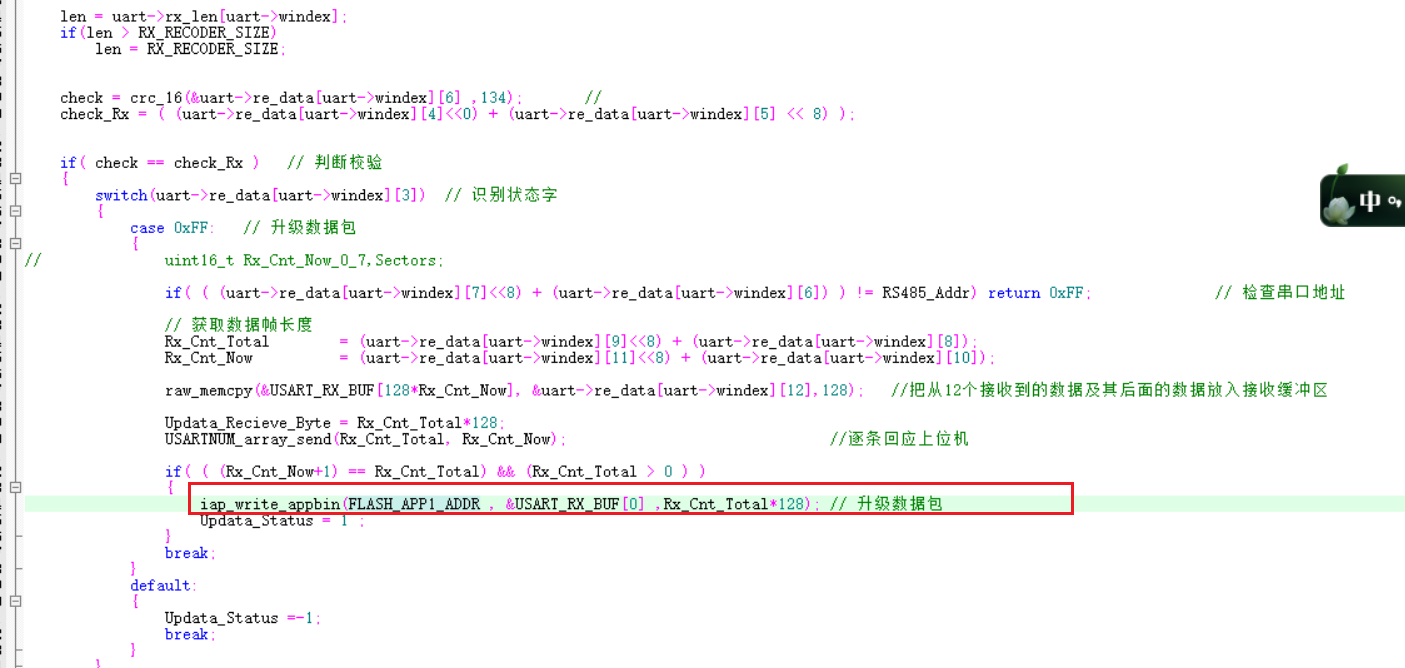 len = uart->rx_len[uart->windex];
if(len > RX_RECODER_SIZE)
len = RX_RECODER_SIZE;
check = crc_16(&uart->re_data[uart->windex][6] ,134); //
check_Rx = ( (uart->re_data[uart->windex][4]<<0) + (uart->re_data[uart->windex][5] << 8) );
if( check == check_Rx ) // 判断校验
{
switch(uart->re_data[uart->windex][3]) // 识别状态字
{
case 0xFF: // 升级数据包
{
// uint16_t Rx_Cnt_Now_0_7,Sectors;
if( ( (uart->re_data[uart->windex][7]<<8) + (uart->re_data[uart->windex][6]) ) != RS485_Addr) return 0xFF; // 检查串口地址
// 获取数据帧长度
Rx_Cnt_Total = (uart->re_data[uart->windex][9]<<8) + (uart->re_data[uart->windex][8]);
Rx_Cnt_Now = (uart->re_data[uart->windex][11]<<8) + (uart->re_data[uart->windex][10]);
raw_memcpy(&USART_RX_BUF[128*Rx_Cnt_Now], &uart->re_data[uart->windex][12],128); //把从12个接收到的数据及其后面的数据放入接收缓冲区
Updata_Recieve_Byte = Rx_Cnt_Total*128;
USARTNUM_array_send(Rx_Cnt_Total, Rx_Cnt_Now); //逐条回应上位机
if( ( (Rx_Cnt_Now+1) == Rx_Cnt_Total) && (Rx_Cnt_Total > 0 ) )
{
iap_write_appbin(FLASH_APP1_ADDR , &USART_RX_BUF[0] ,Rx_Cnt_Total*128); // 升级数据包
Updata_Status = 1 ;
}
break;
}
default:
{
Updata_Status =-1;
break;
}
}
中